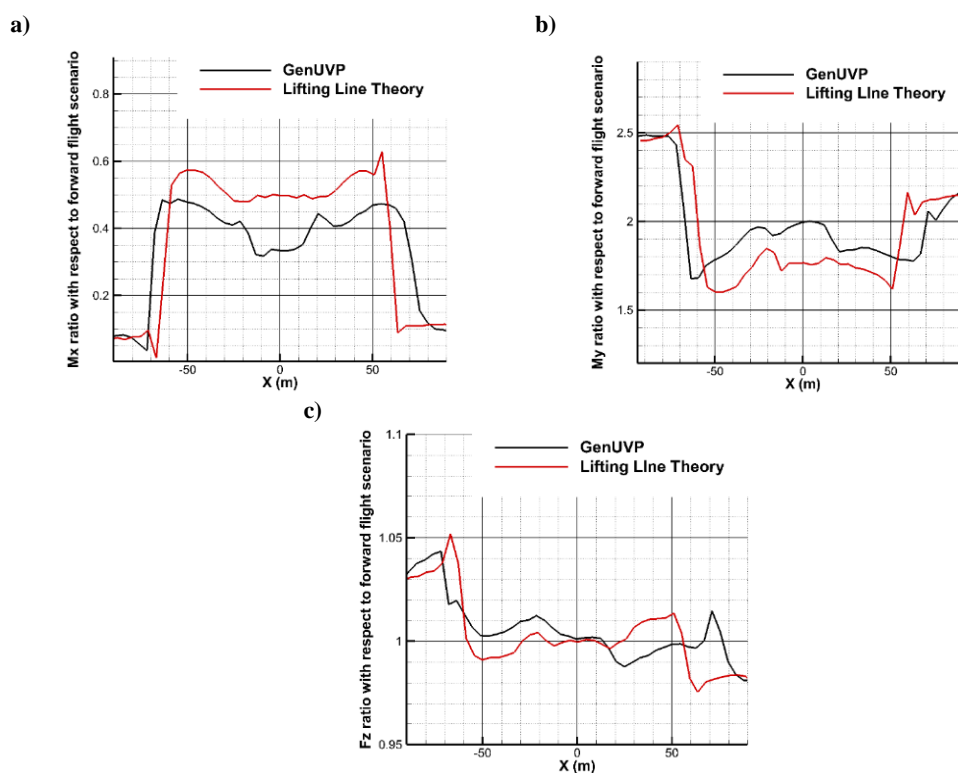 a)
GenUVP
Lifting Line Theory
Mx ratio with respect to forward flight scenario
0.8
0.6
0.4
0.2
-50
0
50
X (m)
b)
GenUVP
Lifting LIne Theory
My ratio with respect to forward flight scenario
2.5
2
1.5
-50
0
50
X (m)
c)
GenUVP
Lifting LIne Theory
Fz ratio with respect to forward flight scenario
1.1
1.05
1
0.95
-50
0
50
X (m)